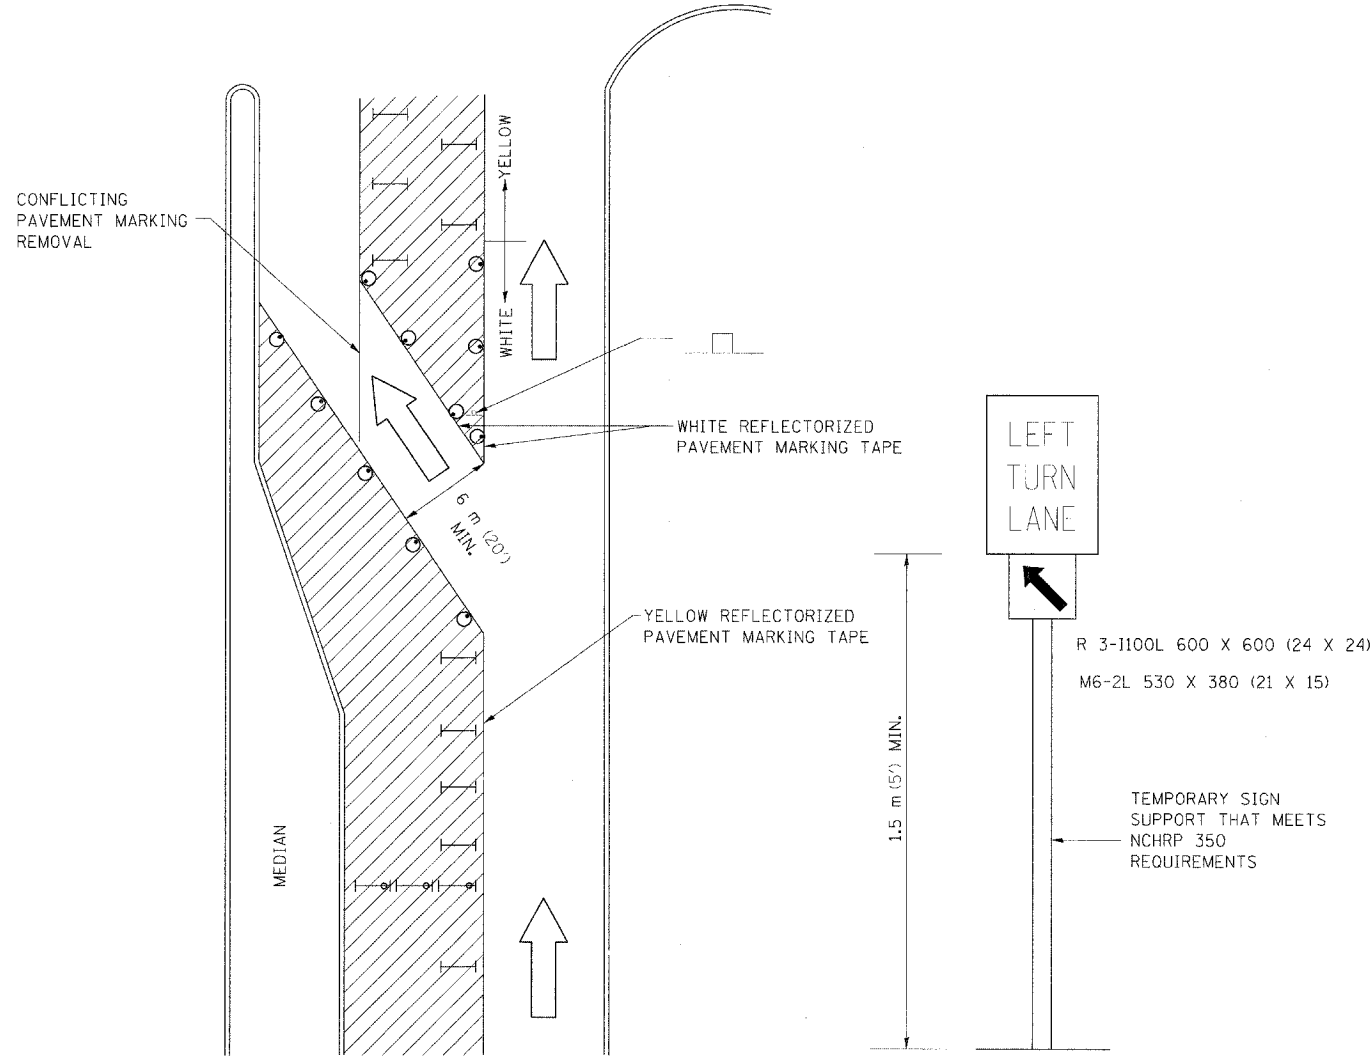 CONFLICTING
PAVEMENT MARKING
REMOVAL
YELLOW
WHITE
WHITE REFLECTORIZED
PAVEMENT MARKING TAPE
6 m (20')
MIN.
YELLOW REFLECTORIZED
PAVEMENT MARKING TAPE
MEDIAN
LEFT
TURN
LANE
R 3-I100L 600 X 600 (24 X 24)
M6-2L 530 X 380 (21 X 15)
1.5 m (5') MIN.
TEMPORARY SIGN
SUPPORT THAT MEETS
NCHRP 350
REQUIREMENTS